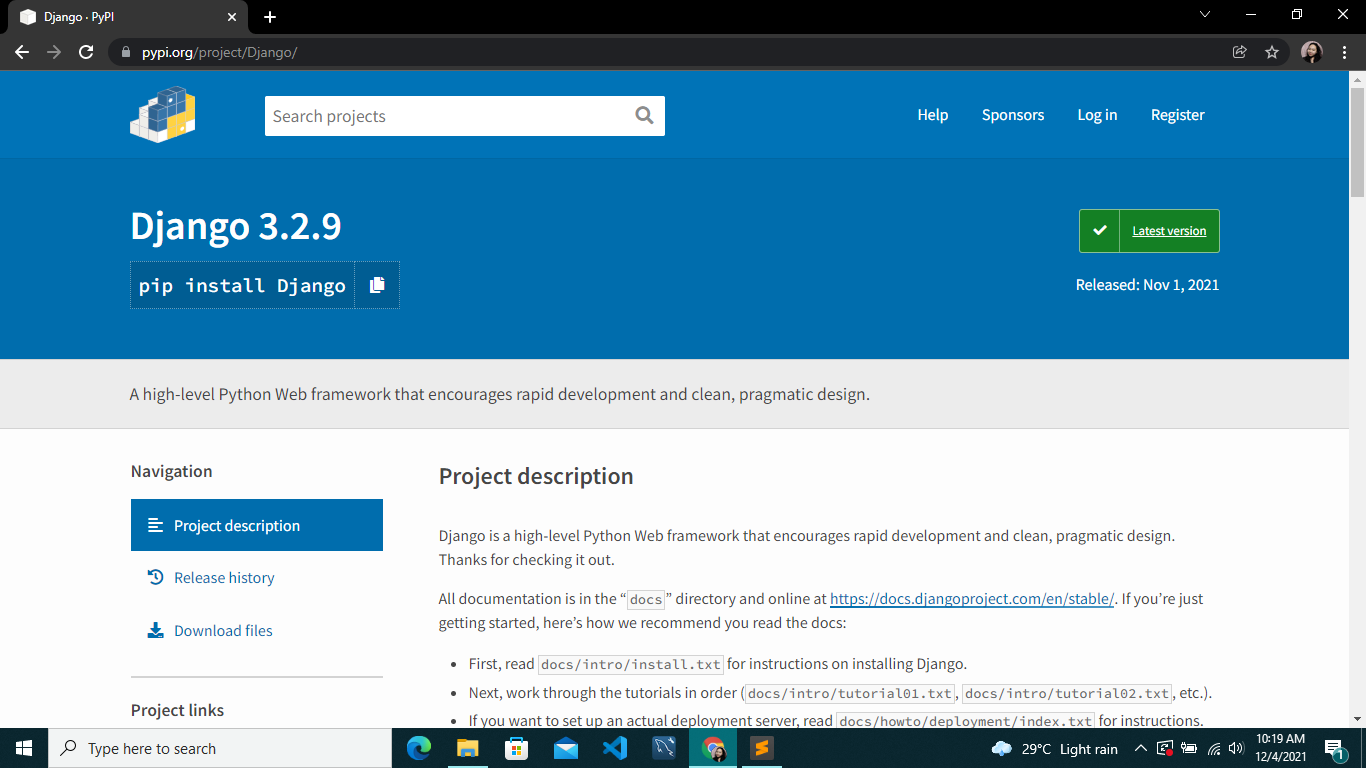 Django · PyPI
pypi.org/project/Django/
Search projects
Help Sponsors Log in Register
Django 3.2.9
Latest version
pip install Django
Released: Nov 1, 2021
A high-level Python Web framework that encourages rapid development and clean, pragmatic design.
Navigation
Project description
Release history
Download files
Project links
Project description
Django is a high-level Python Web framework that encourages rapid development and clean, pragmatic design.
Thanks for checking it out.
All documentation is in the “docs” directory and online at https://docs.djangoproject.com/en/stable/. If you’re just
getting started, here’s how we recommend you read the docs:
• First, read docs/intro/install.txt for instructions on installing Django.
• Next, work through the tutorials in order (docs/intro/tutorial01.txt, docs/intro/tutorial02.txt, etc.).
• If you want to set up an actual deployment server, read docs/howto/deployment/index.txt for instructions.
Type here to search
29°C Light rain
10:19 AM
12/4/2021
1